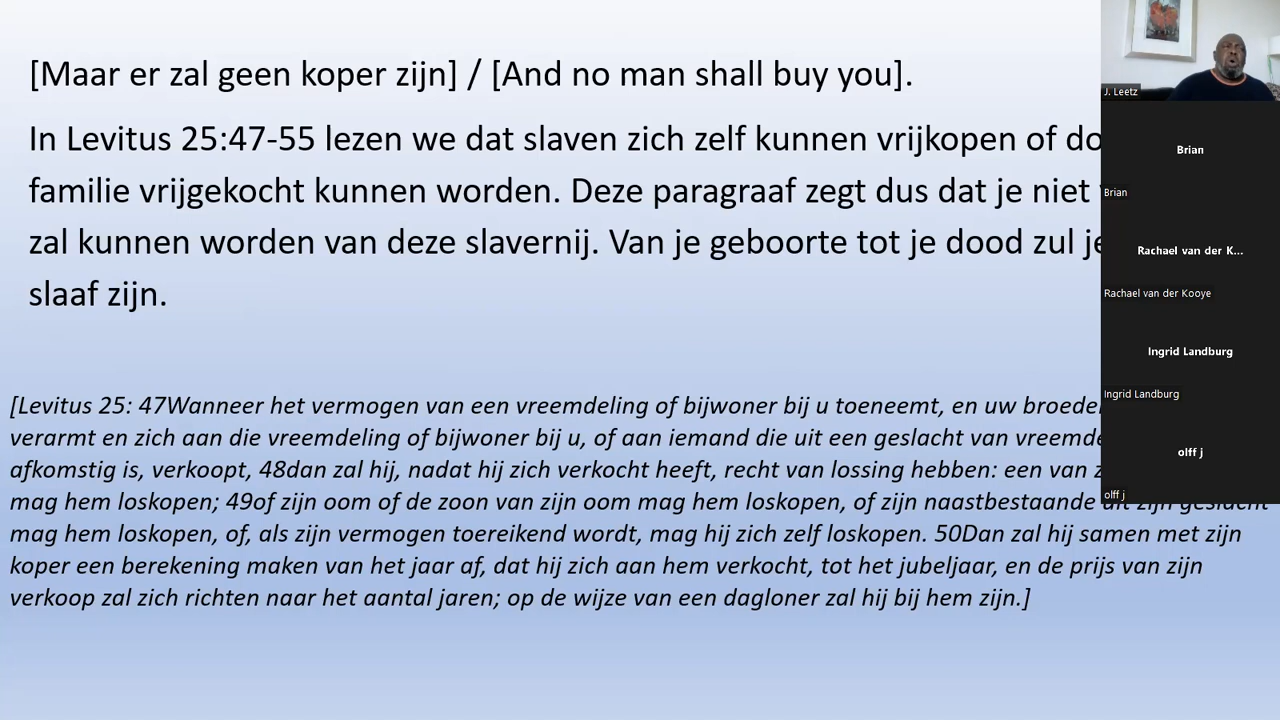 [Maar er zal geen koper zijn] / [And no man shall buy you].
In Levitus 25:47-55 lezen we dat slaven zich zelf kunnen vrijkopen of
familie vrijgekocht kunnen worden. Deze paragraaf zegt dus dat je niet
zal kunnen worden van deze slavernij. Van je geboorte tot je dood zul
slaaf zijn.
[Levitus 25: 47Wanneer het vermogen van een vreemdeling of bijwoner bij u toeneemt, en uw
verarmt en zich aan die vreemdeling of bijwoner bij u, of aan iemand die uit een geslacht van
afkomstig is, verkoopt, 48dan zal hij, nadat hij zich verkocht heeft, recht van lossing hebben: een van
mag hem loskopen; 49of zijn oom of de zoon van zijn oom mag hem loskopen, of zijn naastbestaande uit zijn geslacht
mag hem loskopen, of, als zijn vermogen toereikend wordt, mag hij zich zelf loskopen. 50Dan zal hij samen met zijn
koper een berekening maken van het jaar af, dat hij zich aan hem verkocht, tot het jubeljaar, en de prijs van zijn
verkoop zal zich richten naar het aantal jaren; op de wijze van een dagloner zal hij bij hem zijn.]
J. Leetz
Brian
Brian
Rachael van der K...
Rachael van der Kooye
Ingrid Landburg
Ingrid Landburg
olff j
olff j